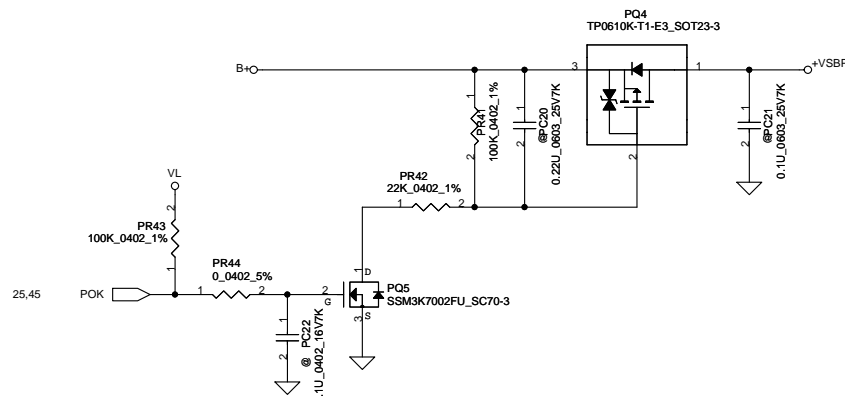 PQ4
TP0610K-T1-E3_SOT23-3
B+
3
1
+VSBP
1
PR41
100K_0402_1%
2
1
@PC20
0.22U_0603_25V7K
2
2
1
@PC21
0.1U_0603_25V7K
2
VL
PR42
22K_0402_1%
1
2
2
PR43
100K_0402_1%
1
PR44
0_0402_5%
25,45
POK
1
2
2
G
1
D
PQ5
SSM3K7002FU_SC70-3
3
S
1
PC22
@
.1U_0402_16V7K
2